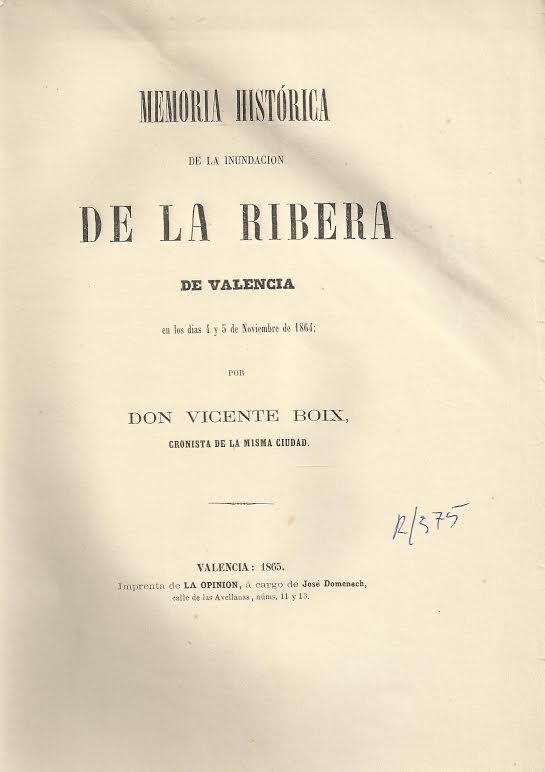 MEMORIA HISTÓRICA
DE LA INUNDACION
DE LA RIBERA
DE VALENCIA
en los dias 4 y 5 de Noviembre de 1864;
POR
DON VICENTE BOIX,
CRONISTA DE LA MISMA CIUDAD.
R/375
VALENCIA: 1865.
Imprenta de LA OPINION, á cargo de José Domenech,
calle de las Avellanas, núms. 11 y 13.